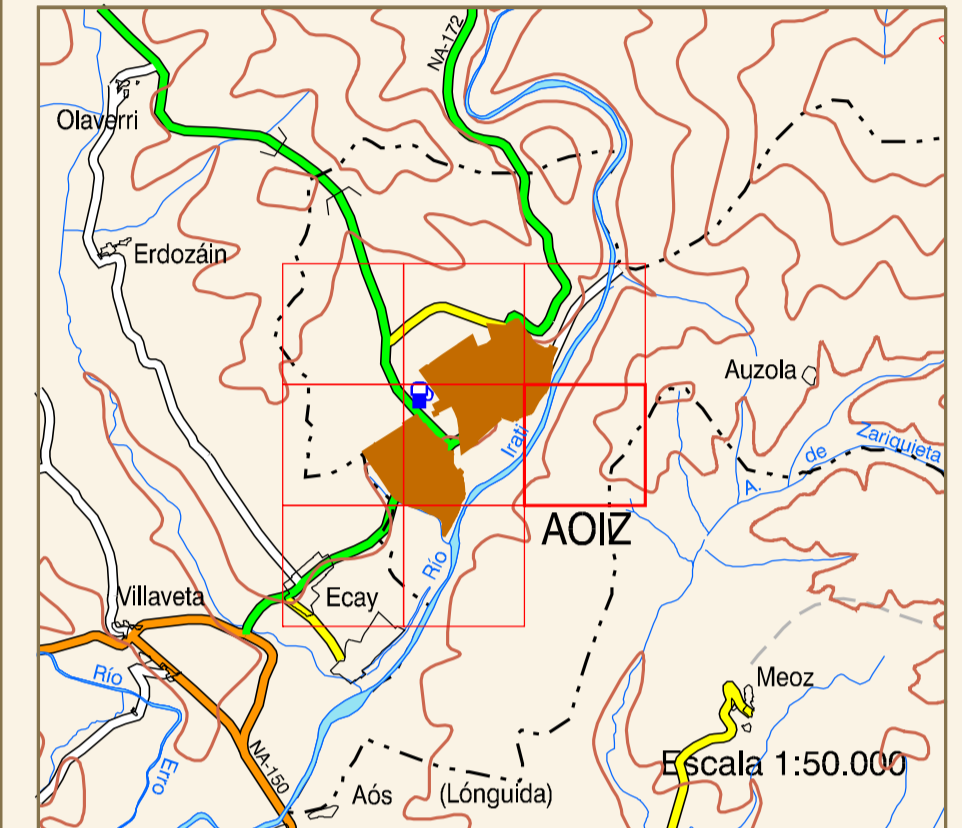 NA-172
Olaverri
Erdozáin
Auzola
Zariquieta
de
Irati
A.
AOIZ
Río
Villaveta
Ecay
Río
Meoz
Escala 1:50.000
NA-150
Erro
Aós
(Lónguida)